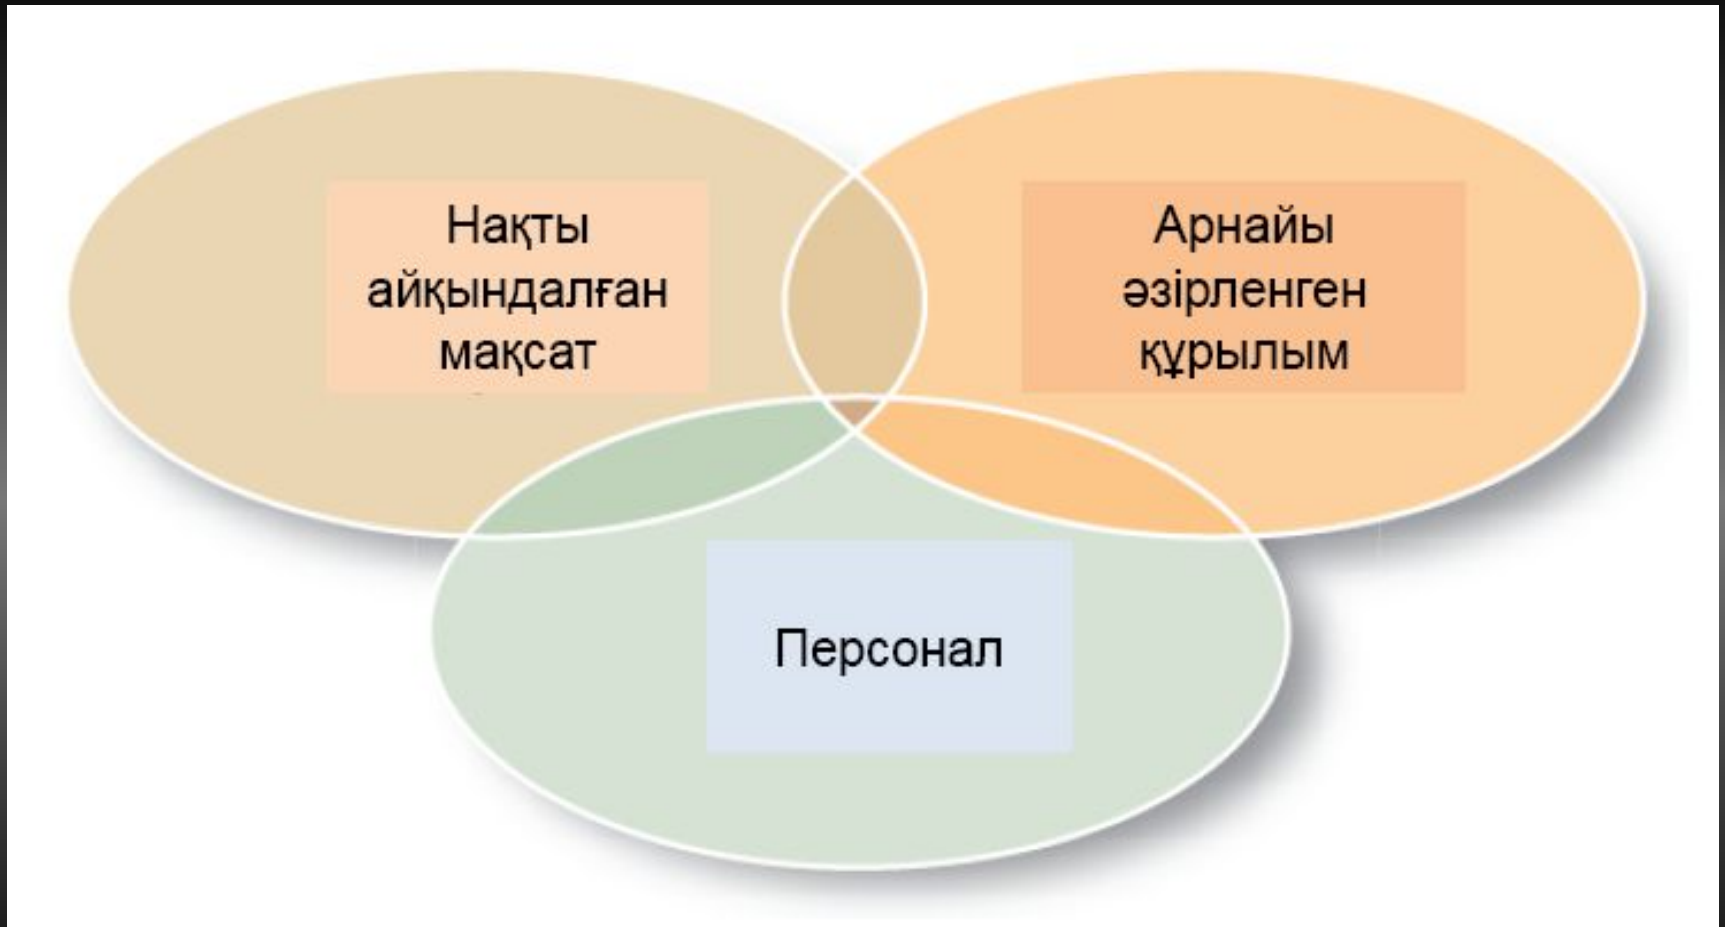 Нақты
айқындалған
мақсат
Арнайы
әзірленген
құрылым
Персонал